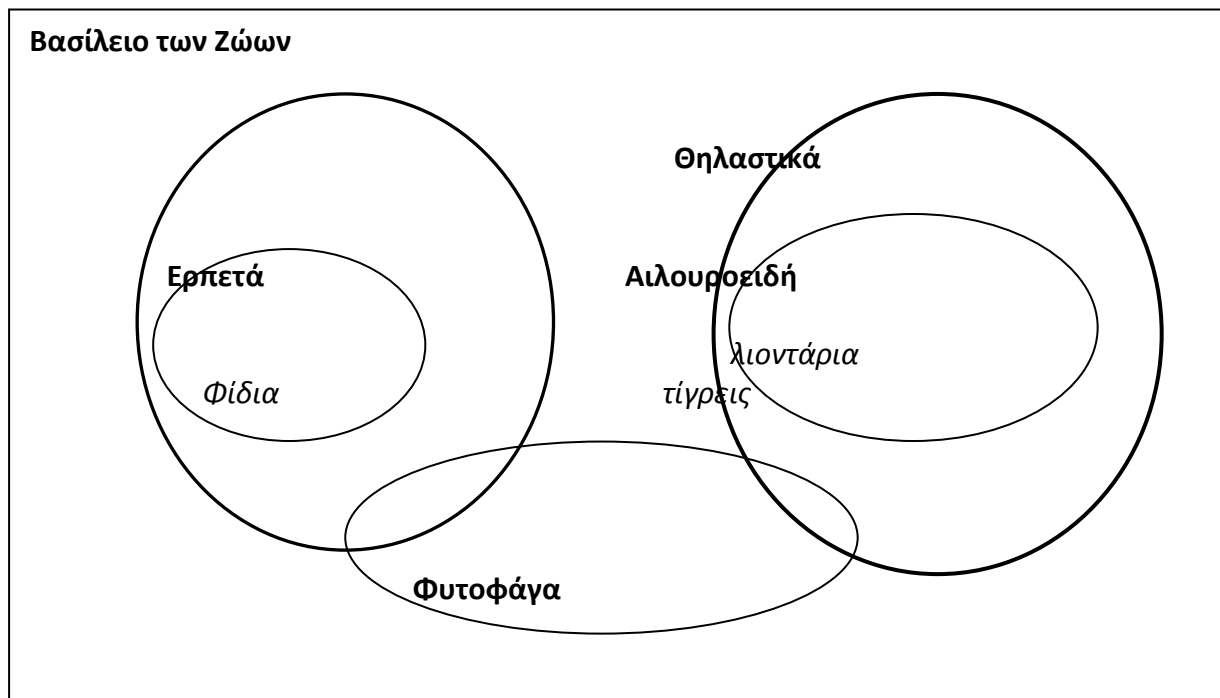 Βασίλειο των Ζώων
Θηλαστικά
Ερπετά
Αιλουροειδή
λιοντάρια
Φίδια
τίγρεις
Φυτοφάγα